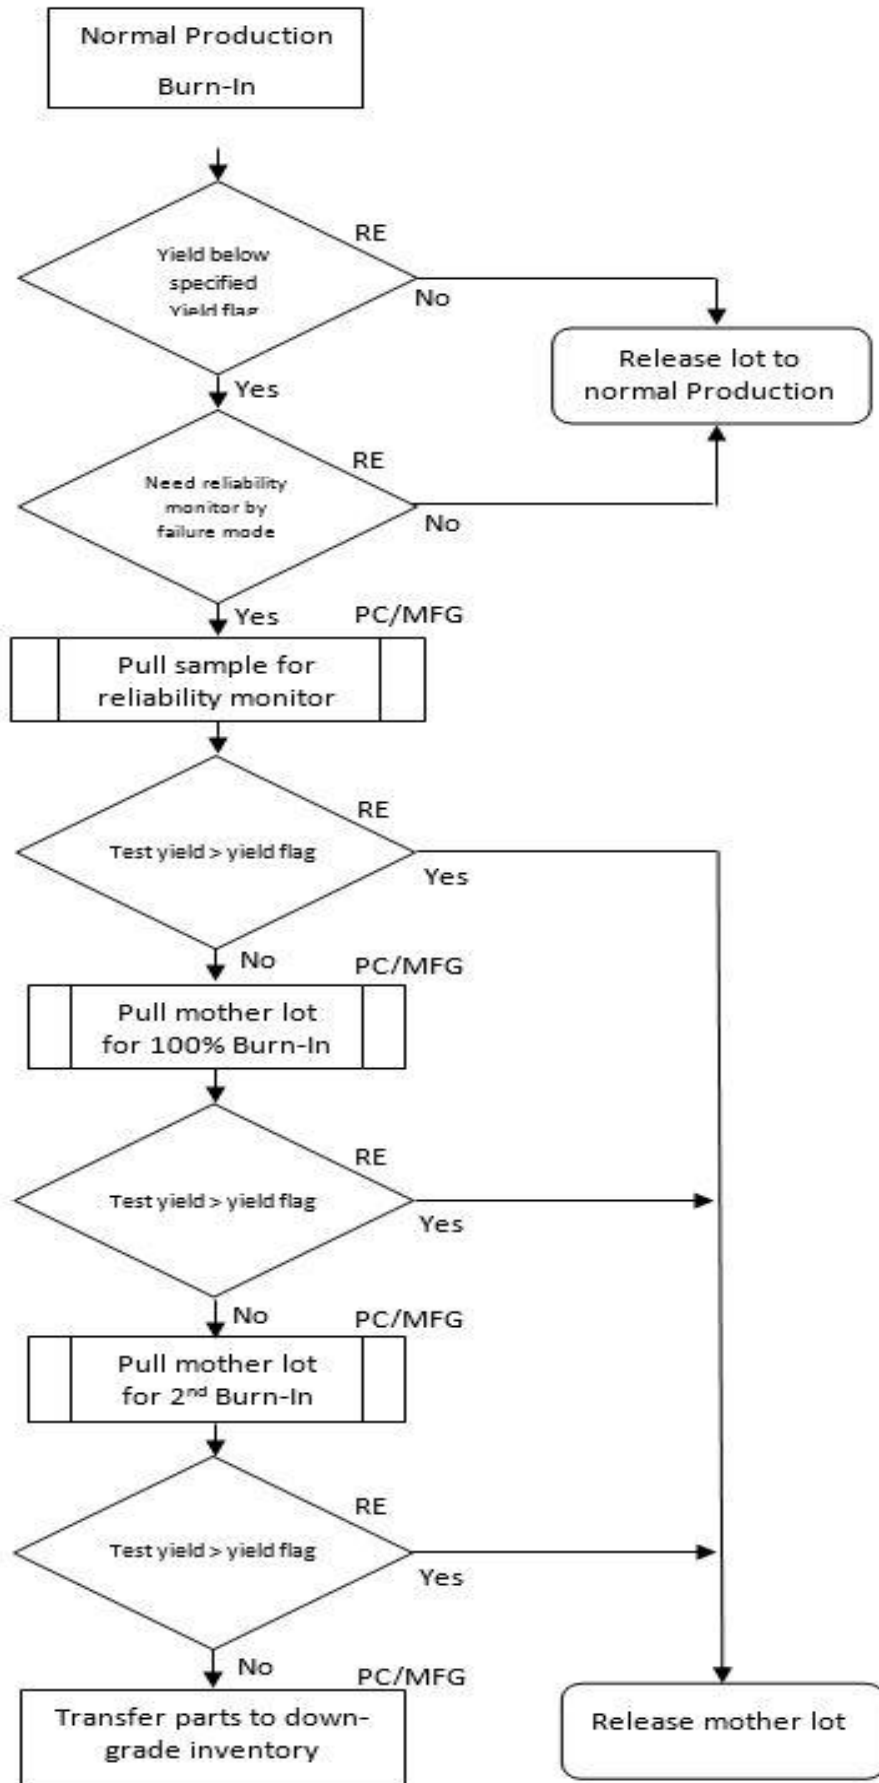 Normal Production
Burn-In
RE
Yield below
specified
Yield flag
No
Release lot to
normal Production
Yes
RE
Need reliability
monitor by
failure mode
No
Yes
PC/MFG
Pull sample for
reliability monitor
RE
Test yield > yield flag
Yes
No
PC/MFG
Pull mother lot
for 100% Burn-In
RE
Test yield > yield flag
Yes
No
PC/MFG
Pull mother lot
for 2nd Burn-In
RE
Test yield > yield flag
Yes
No
PC/MFG
Transfer parts to down-
grade inventory
Release mother lot